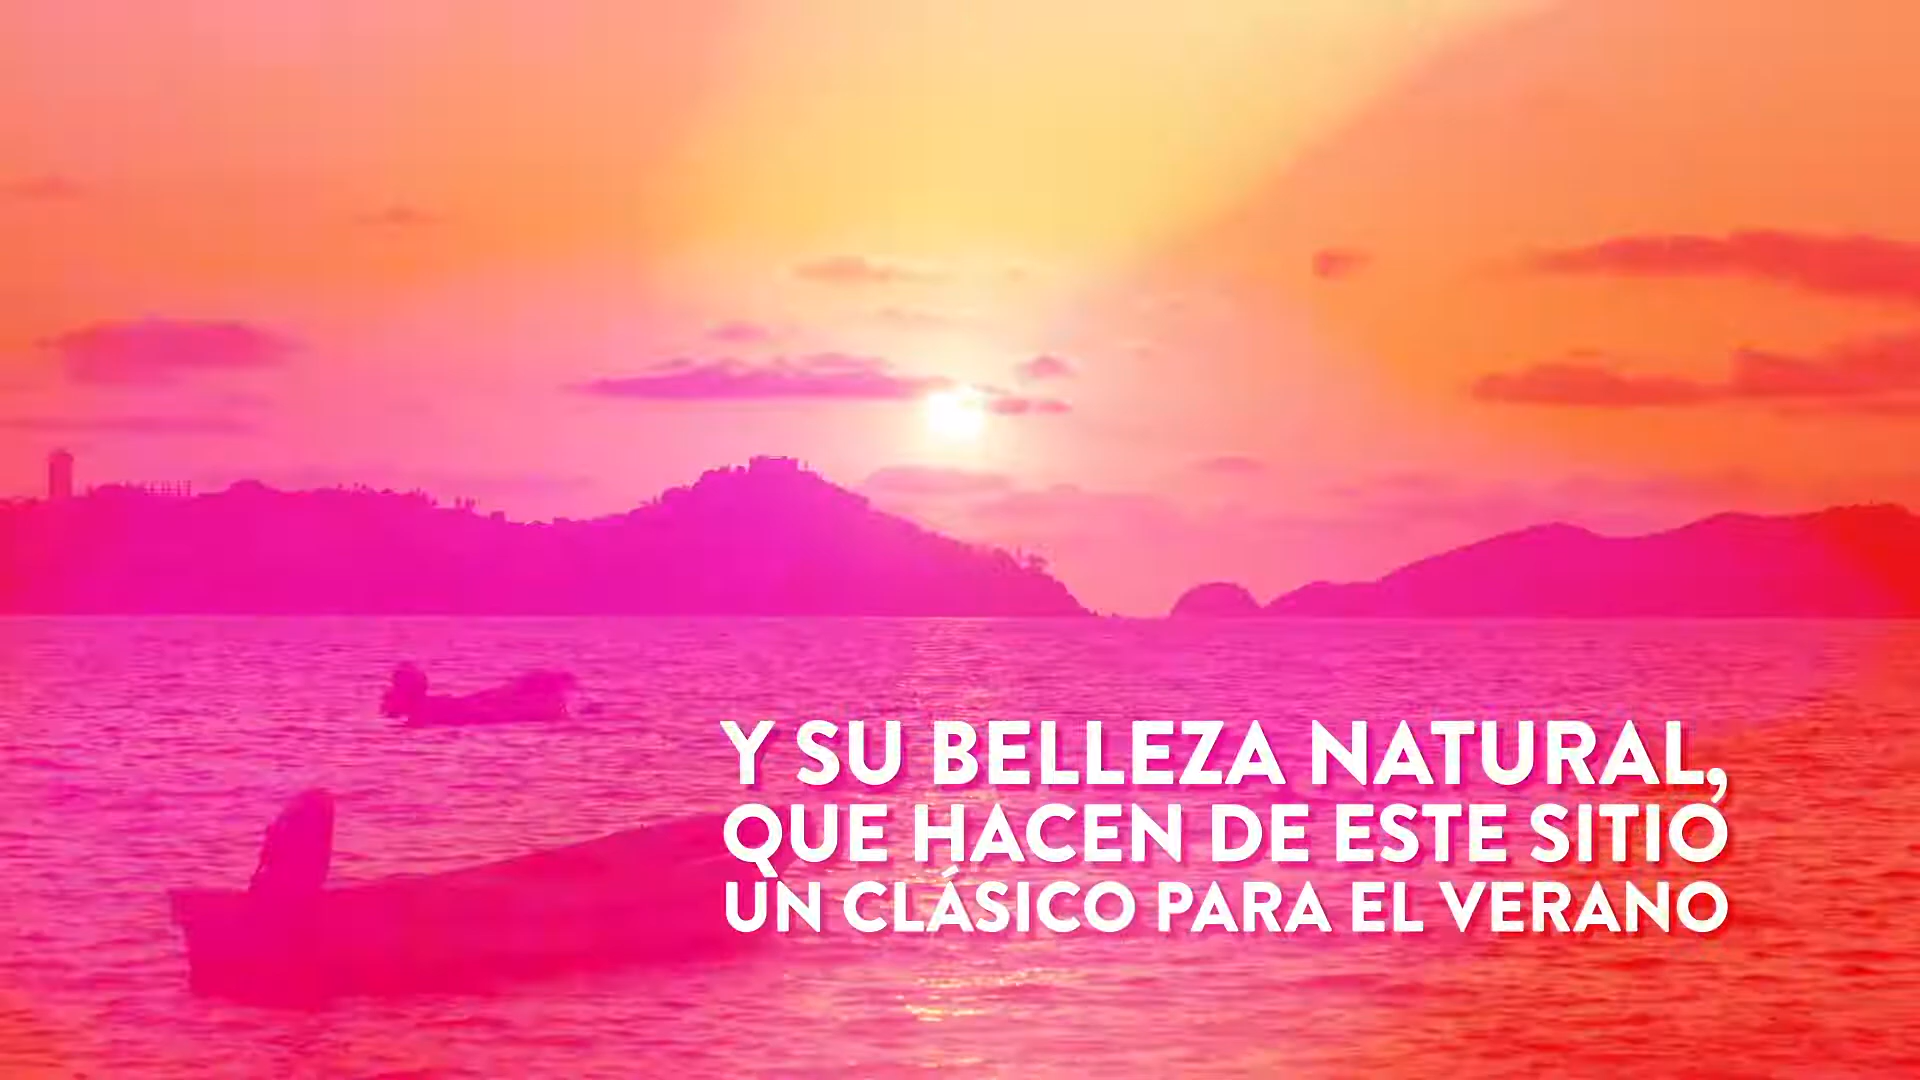 Y SU BELLEZA NATURAL,
QUE HACEN DE ESTE SITIO
UN CLÁSICO PARA EL VERANO